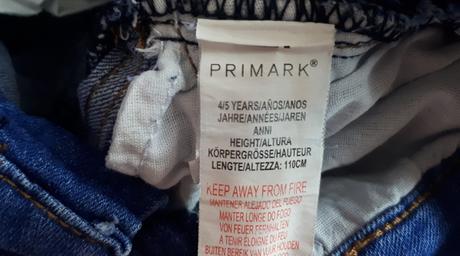 PRIMARK®
4/5 YEARS/AÑOS/ANOS
JAHRE/ANNÉES/JAREN
ANNI
HEIGHT/ALTURA
KÖRPERGRÖSSE/HAUTEUR
LENGTE/ALTEZZA: 110CM
KEEP AWAY FROM FIRE
MANTENER ALEJADO DEL FUEGO
MANTER LONGE DO FOGO
VON FEUER FERNHALTEN
A TENIR ÉLOIGNÉ DU FEU
BUITEN BEREIK VAN VUUR HOUDEN